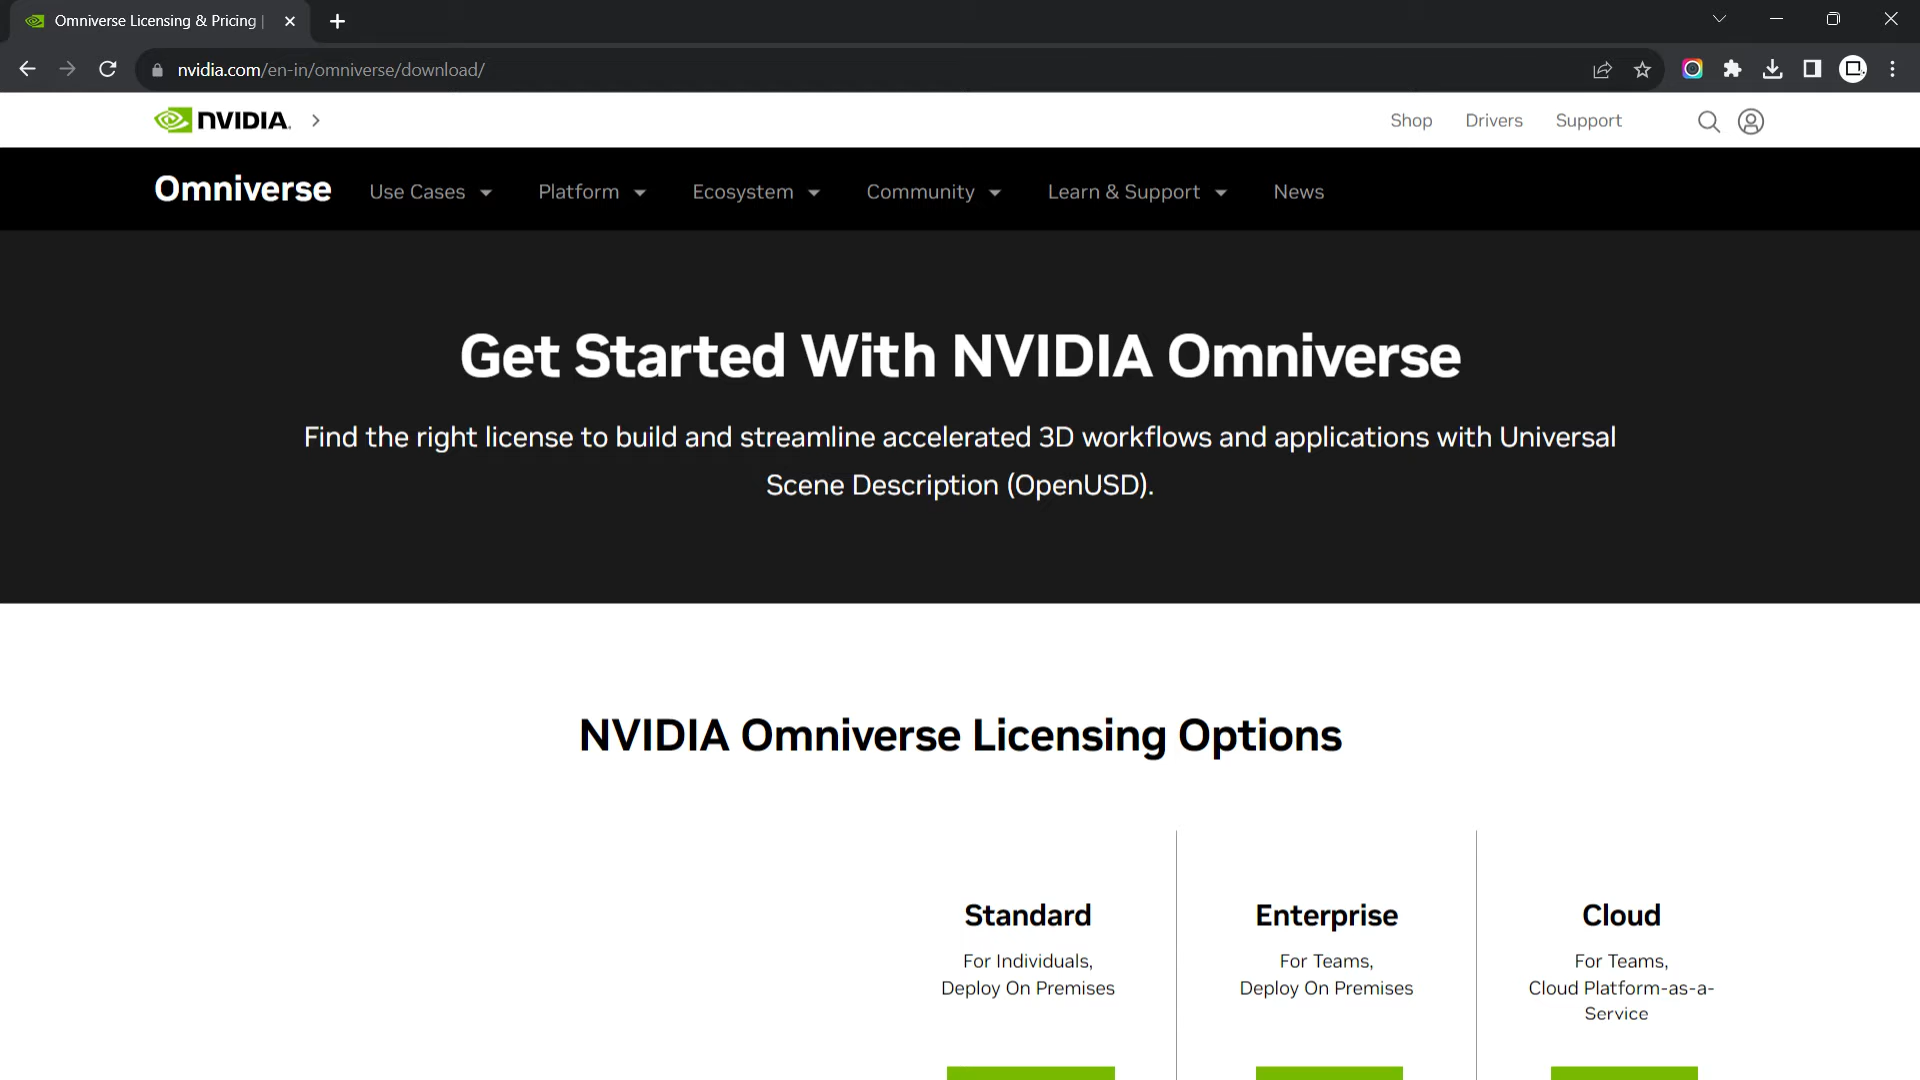 Omniverse Licensing & Pricing |
nvidia.com/en-in/omniverse/download/
NVIDIA.
Shop
Drivers
Support
Omniverse
Use Cases
Platform
Ecosystem
Community
Learn & Support
News
Get Started With NVIDIA Omniverse
Find the right license to build and streamline accelerated 3D workflows and applications with Universal
Scene Description (OpenUSD).
NVIDIA Omniverse Licensing Options
Standard
For Individuals,
Deploy On Premises
Enterprise
For Teams,
Deploy On Premises
Cloud
For Teams,
Cloud Platform-as-a-
Service